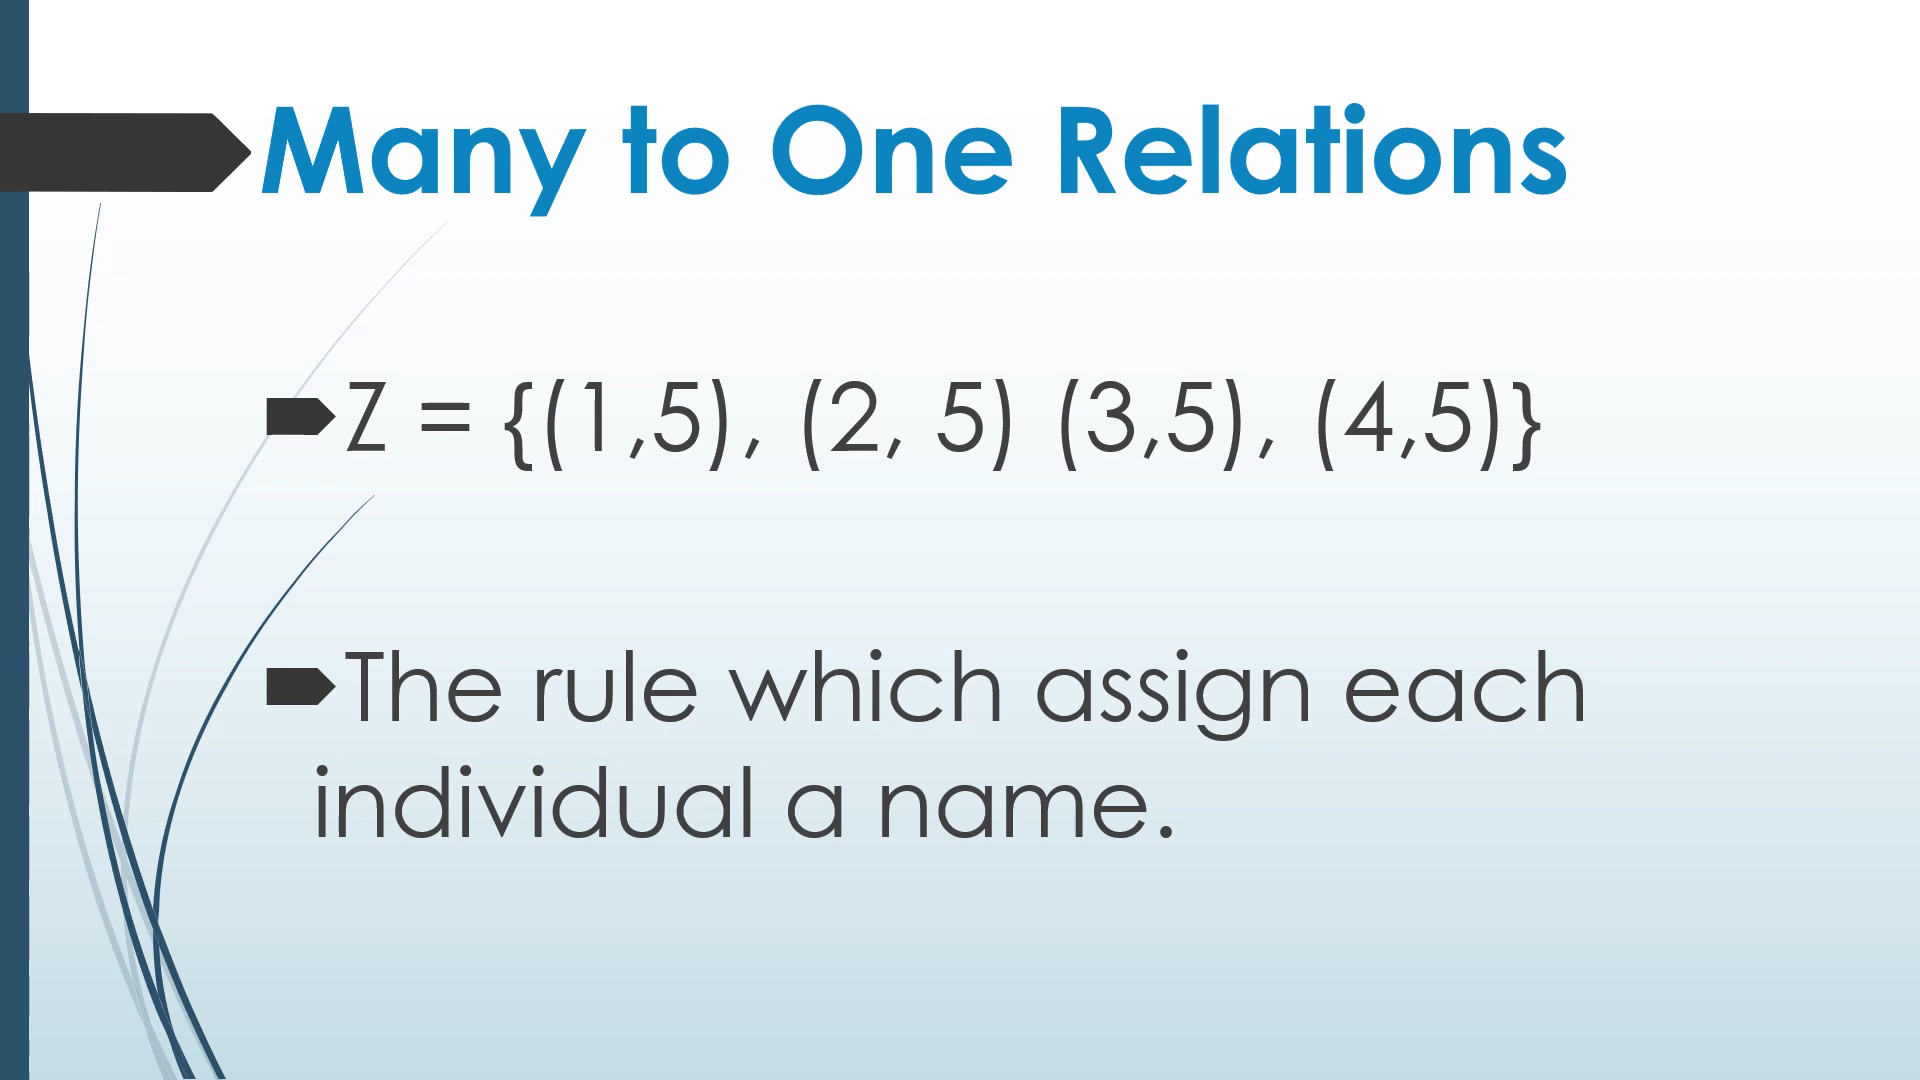 Many to One Relations
Z = {(1,5), (2, 5) (3,5), (4,5)}
The rule which assign each
individual a name.